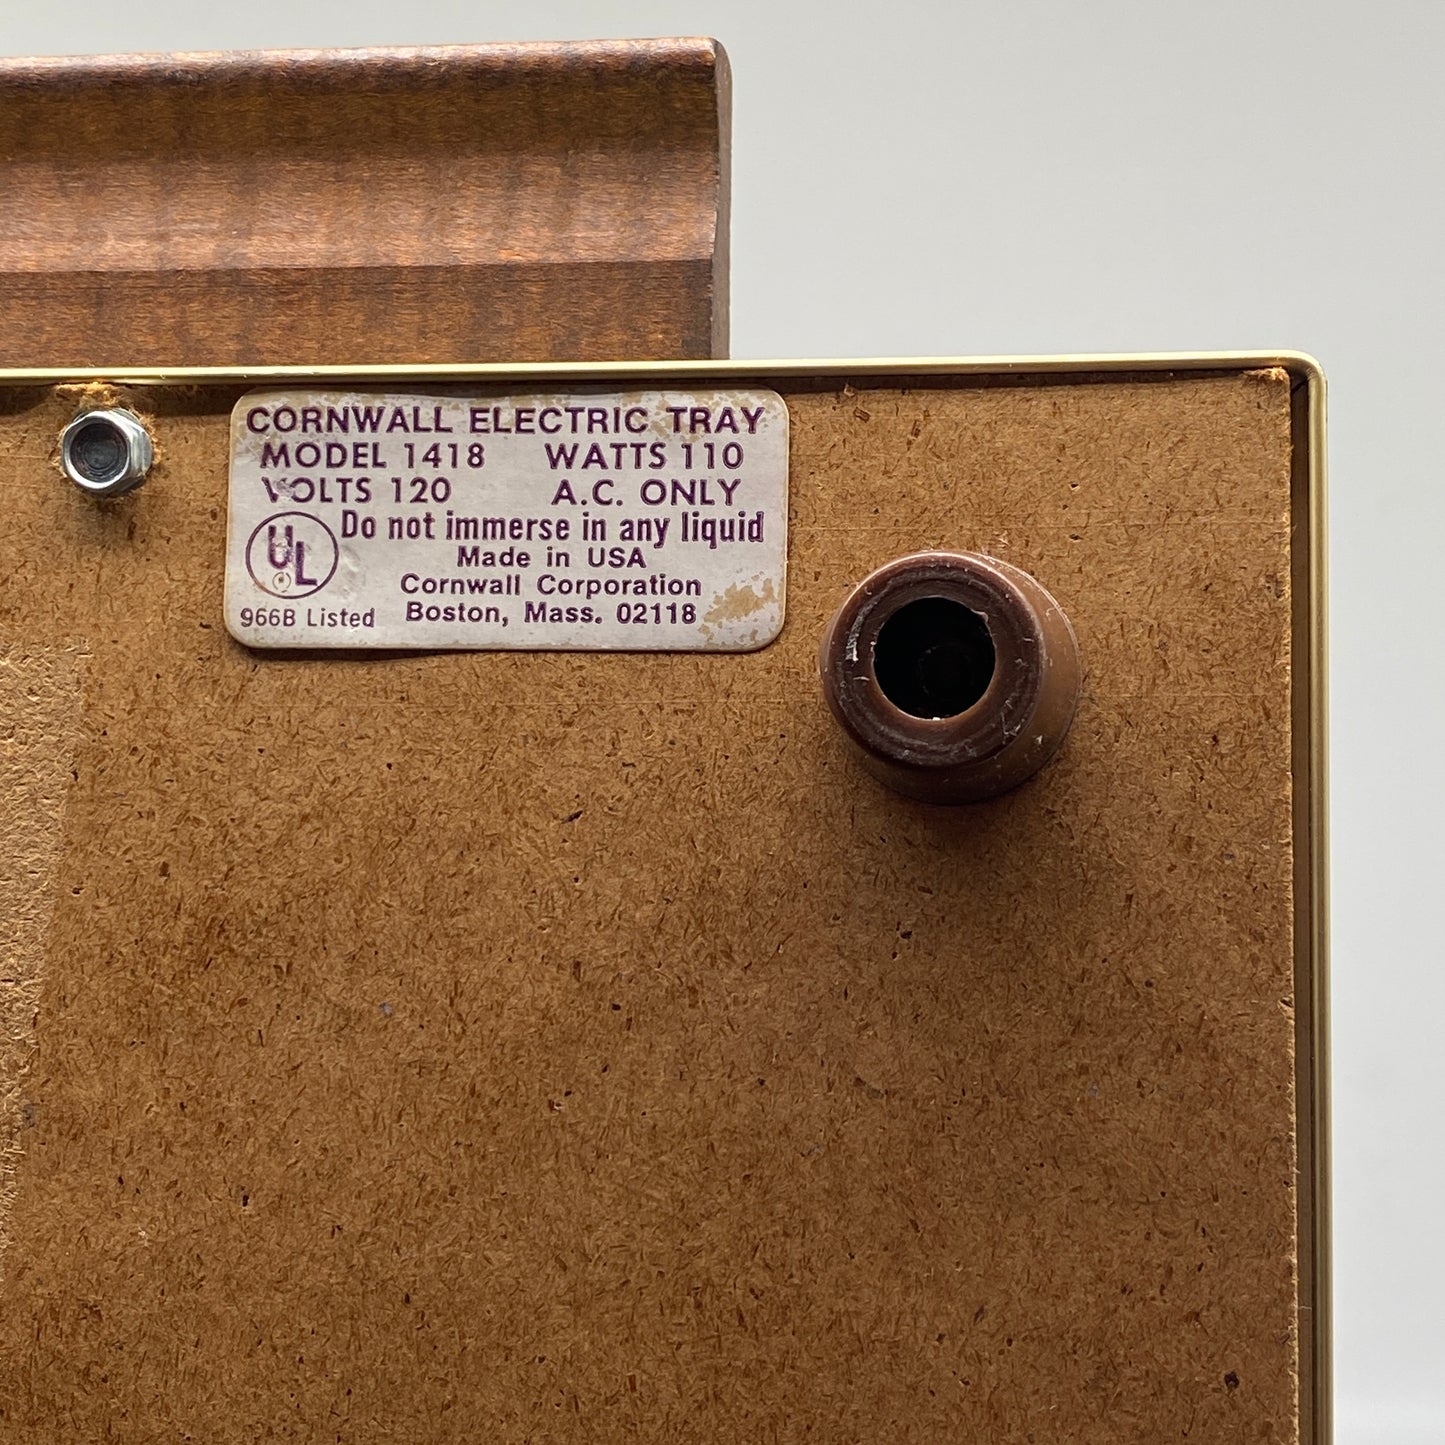 CORNWALL ELECTRIC TRAY
MODEL 1418 WATTS 110
VOLTS 120 A.C. ONLY
UL Do not immerse in any liquid
Made in USA
Cornwall Corporation
966B Listed Boston, Mass. 02118